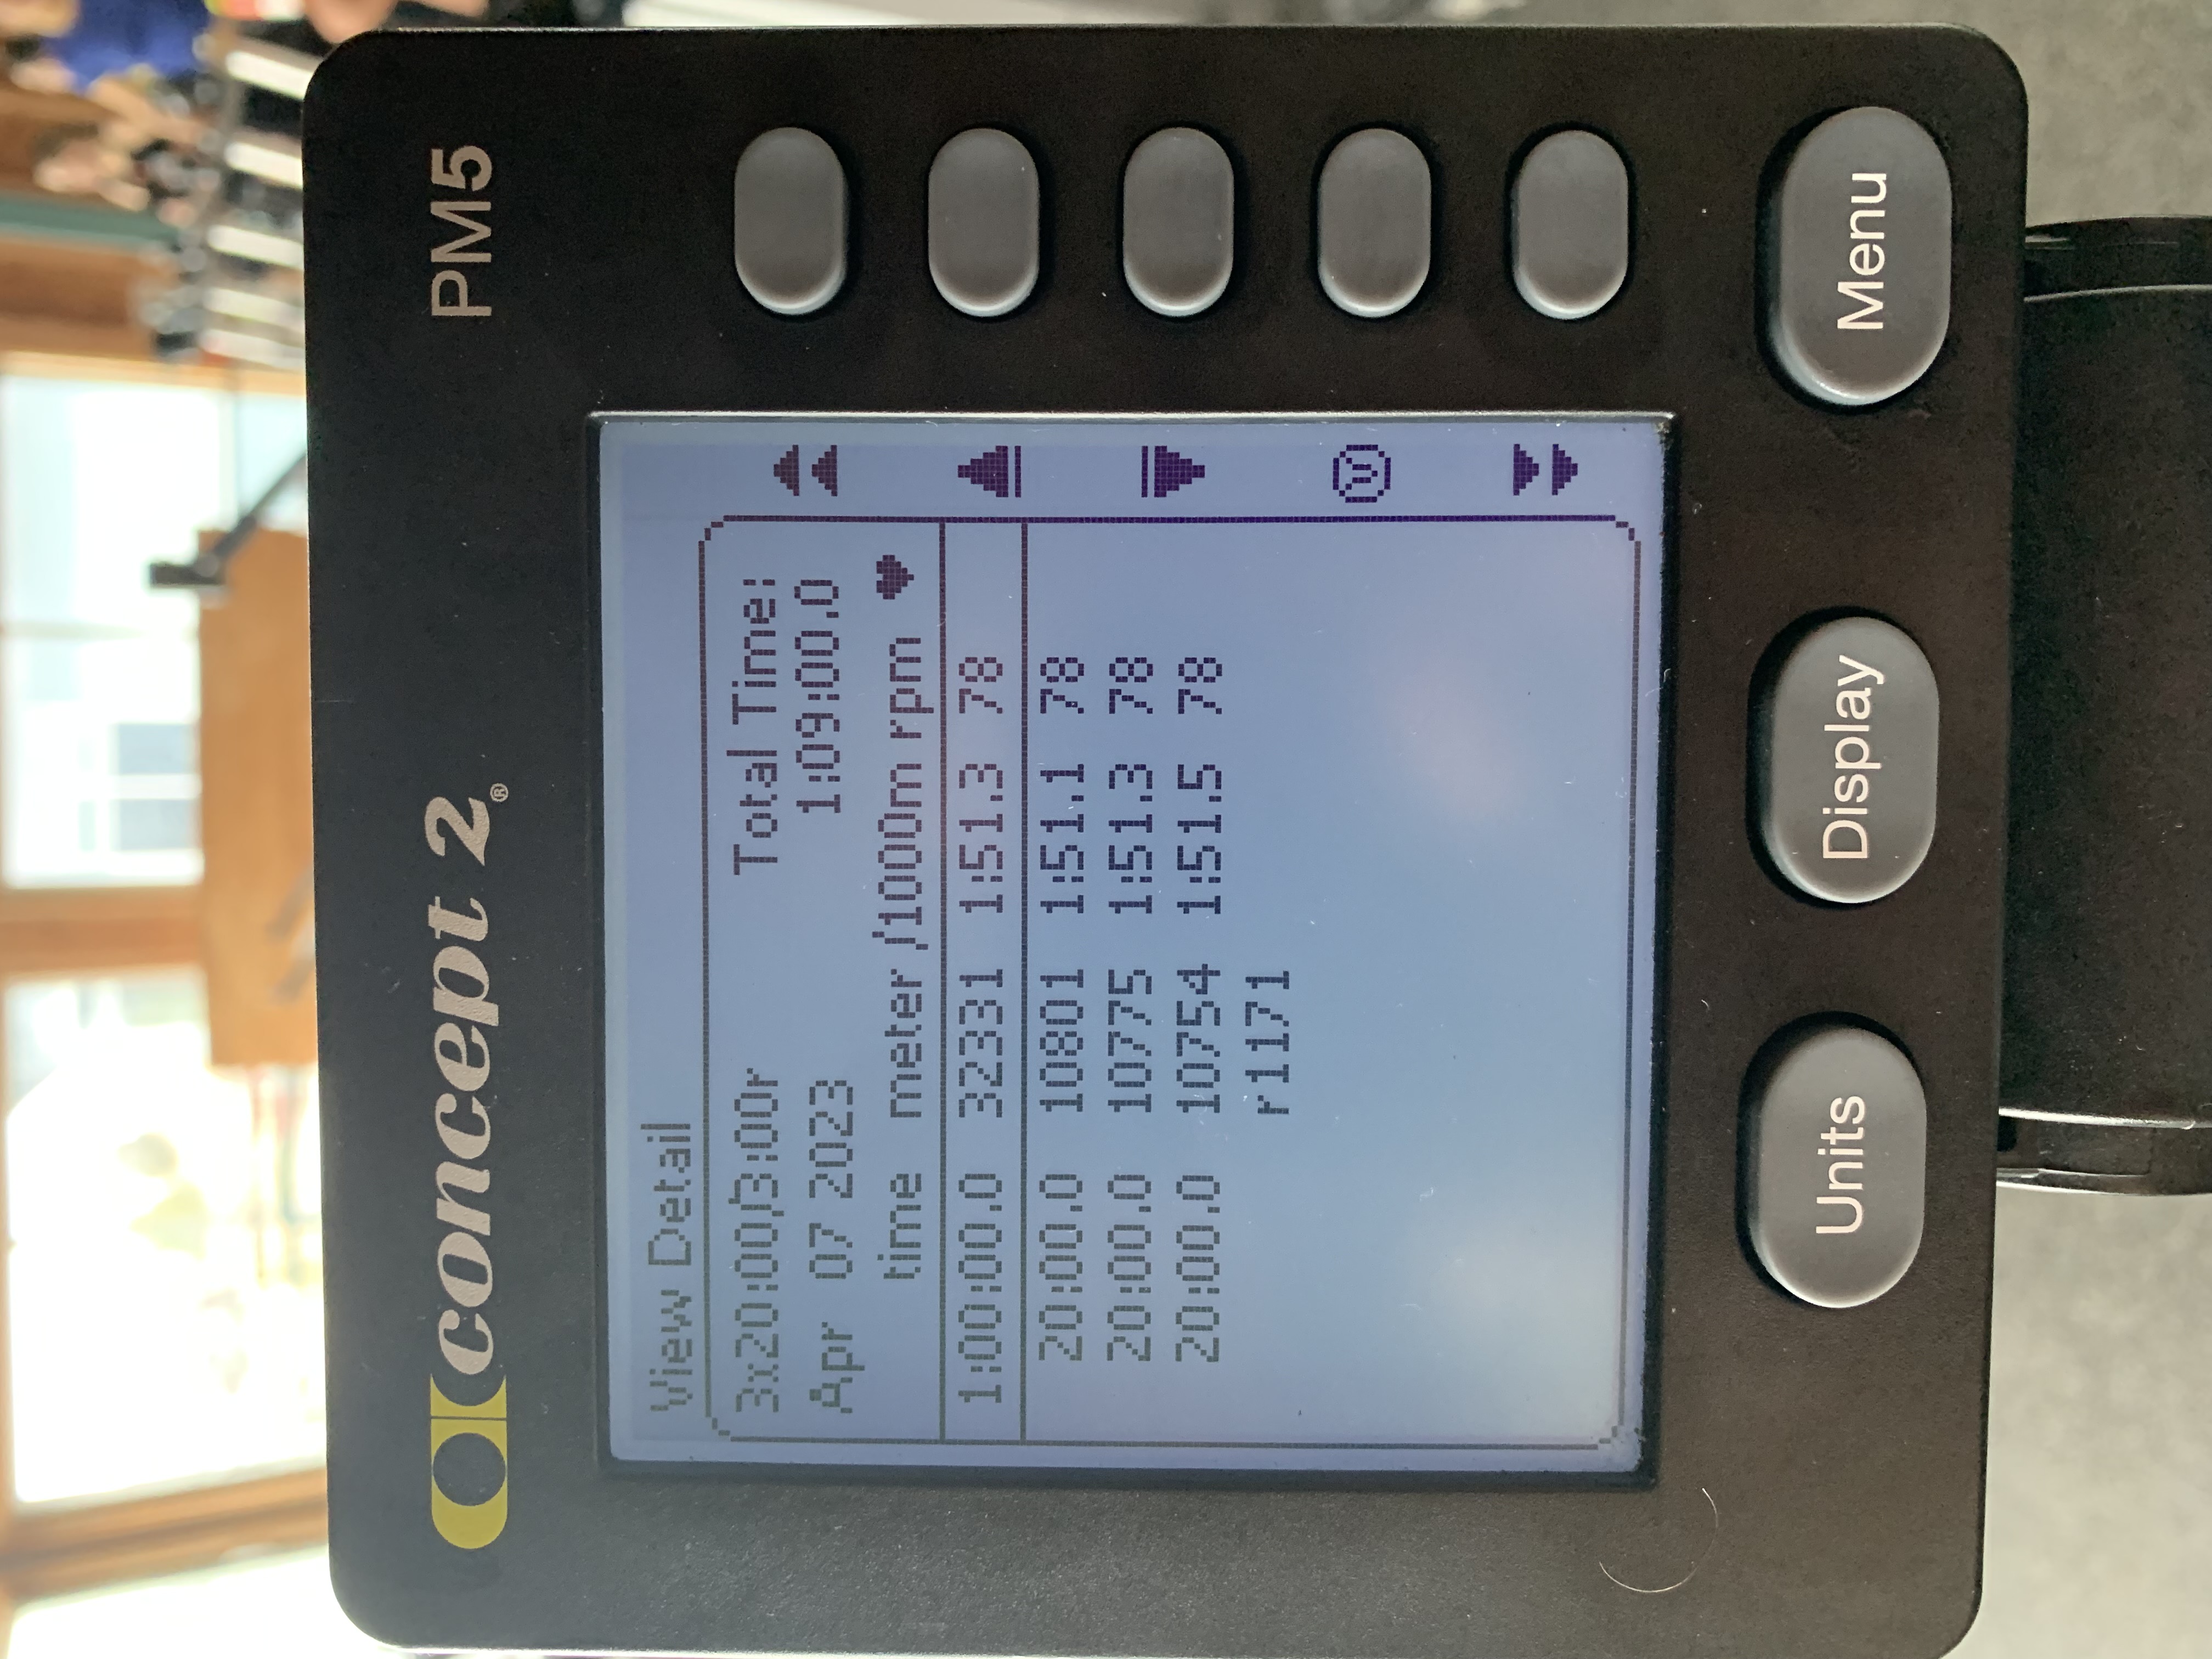 concept 2®
PM5
View Detail
3x20:00/3:00r Total Time:
Apr 07 2023 1:09:00.0
time meter /1000m rpm ♥
1:00:00.0 32331 1:51.3 78
20:00.0 10801 1:51.1 78
20:00.0 10775 1:51.3 78
20:00.0 10754 1:51.5 78
r1171
Units
Display
Menu